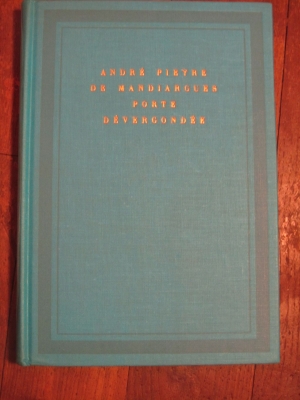 ANDRÉ PIEYRE
DE MANDIARGUES
PORTE
DÉVERGONDÉE